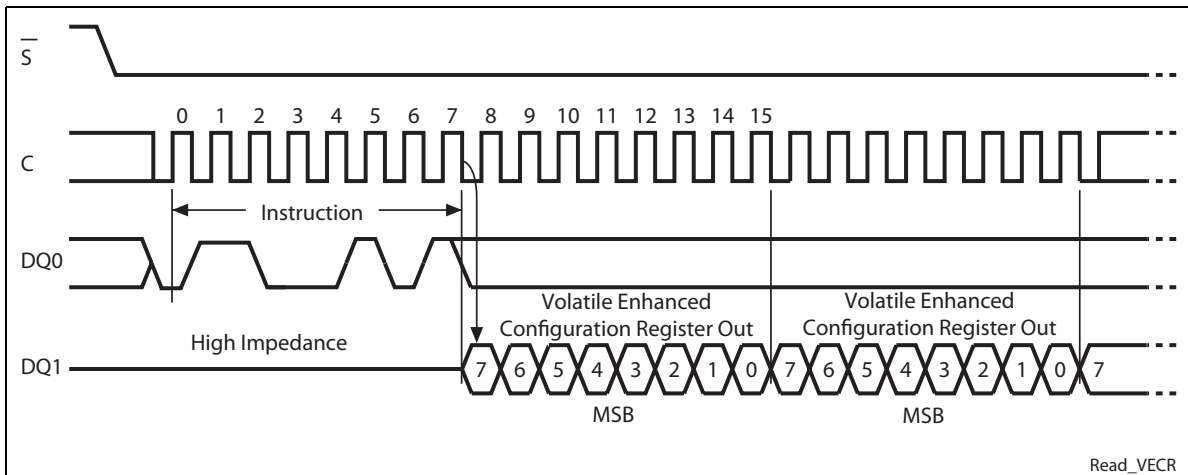 S
0 1 2 3 4 5 6 7 8 9 10 11 12 13 14 15
C
Instruction
DQ0
Volatile Enhanced
Configuration Register Out
Volatile Enhanced
Configuration Register Out
High Impedance
DQ1
7 6 5 4 3 2 1 0 7 6 5 4 3 2 1 0 7
MSB
MSB
Read_VECR